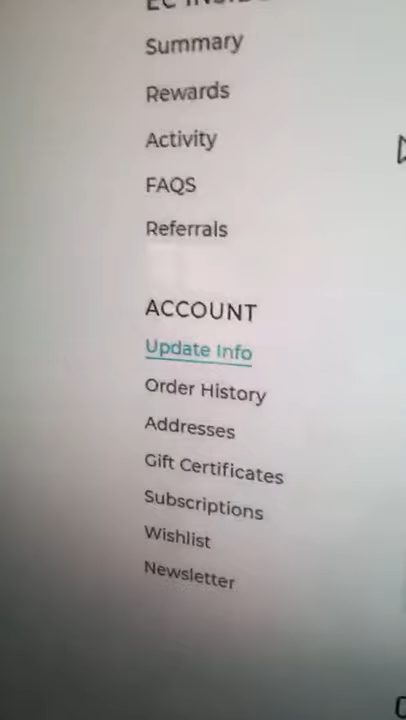 Summary
Rewards
Activity
FAQS
Referrals
ACCOUNT
Update Info
Order History
Addresses
Gift Certificates
Subscriptions
Wishlist
Newsletter